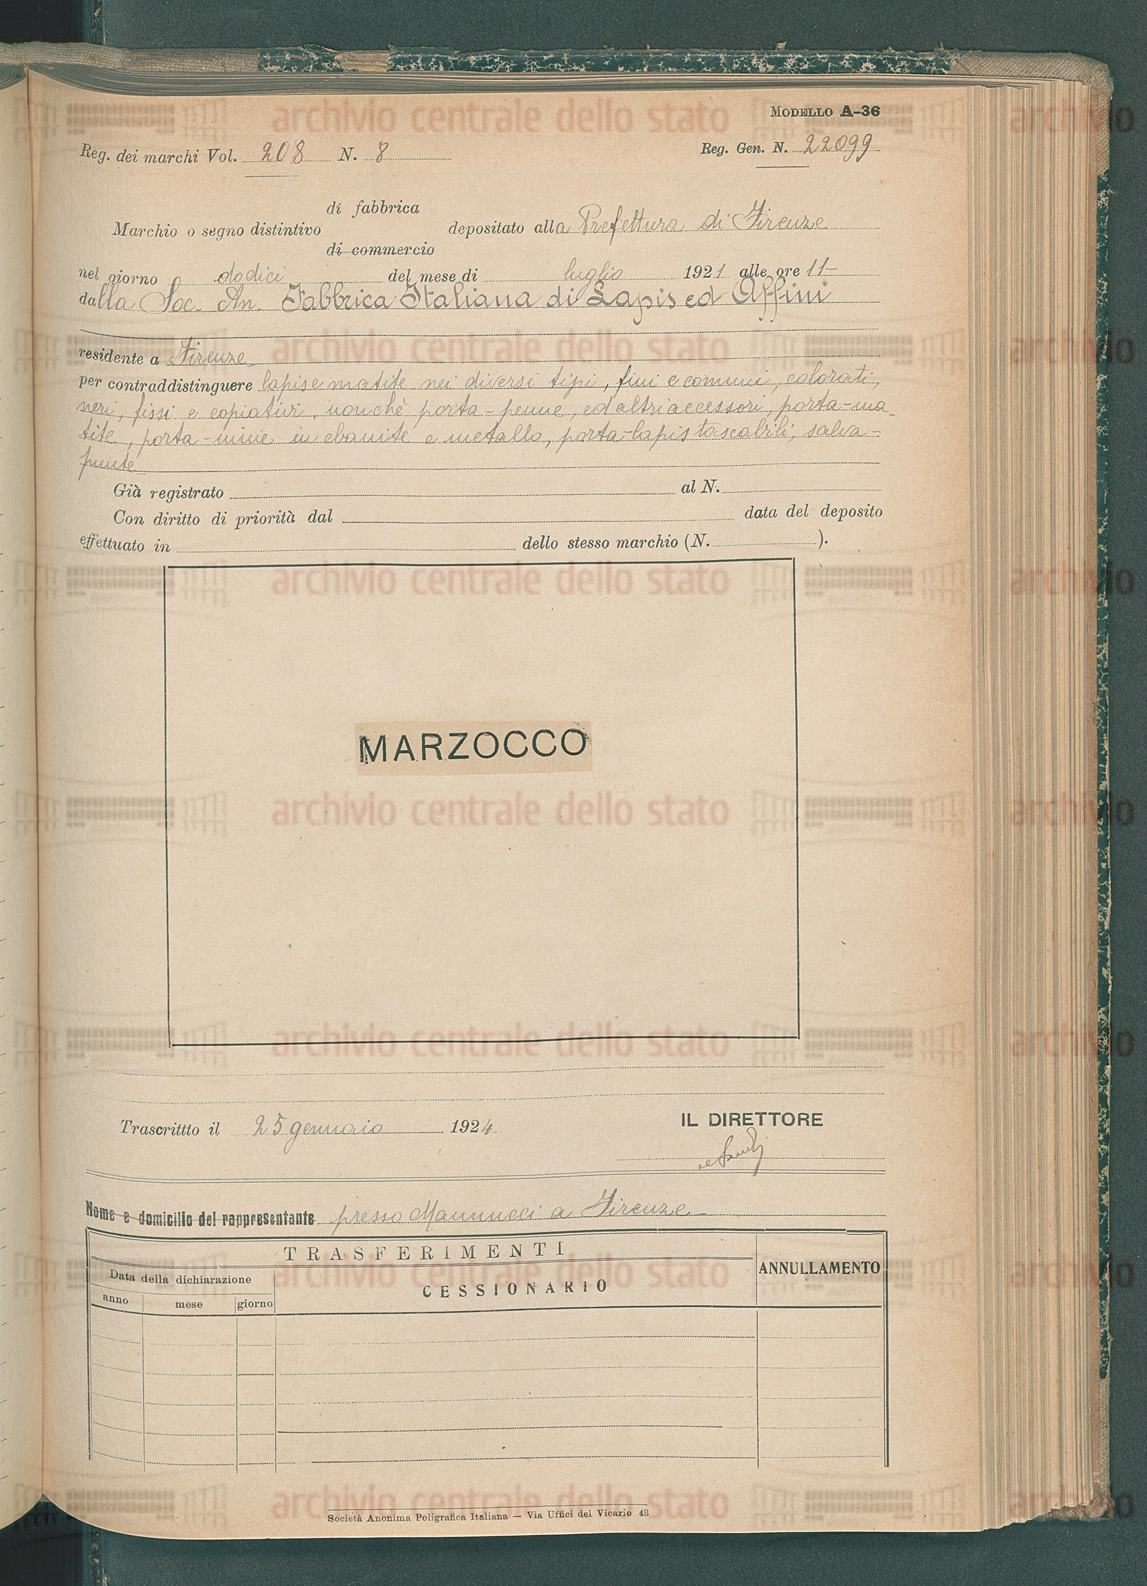 MODELLO A-36
Reg. dei marchi Vol. 208 N. 8 Reg. Gen. N. 22099
di fabbrica
Marchio o segno distintivo depositato alla Prefettura di Firenze
di commercio
nel giorno dodici del mese di luglio 1921 alle ore 11-
dalla Soc. An. Fabbrica Italiana di Lapis ed Affini
residente a Firenze
per contraddistinguere lapis e matite nei diversi tipi, fini e comuni, colorati,
neri, fissi e copiativi, nonchè porta-penne, ed altri accessori, porta-ma-
tite, porta-mine in ebanite e metallo, porta-lapis tascabili, salva-
punte
Già registrato al N.
Con diritto di priorità dal data del deposito
effettuato in dello stesso marchio (N. ).
MARZOCCO
Trascrittto il 25 gennaio 1924
IL DIRETTORE
Nome e domicilio del rappresentante presso Mannucci a Firenze
TRASFERIMENTI
ANNULLAMENTO
Data della dichiarazione
CESSIONARIO
anno mese giorno
Società Anonima Poligrafica Italiana — Via Uffici del Vicario 43
archivio centrale dello stato